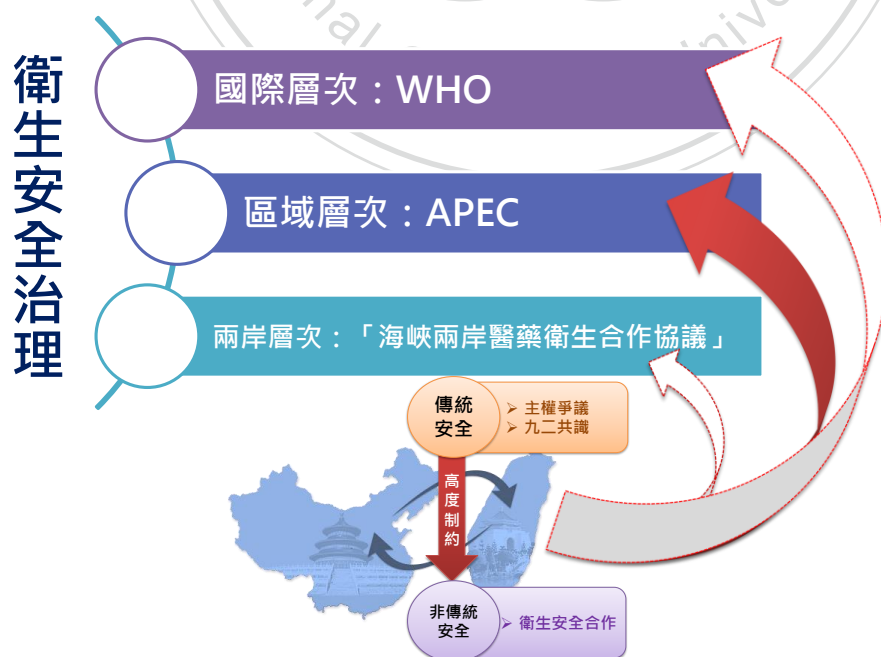 衛生安全治理
國際層次：WHO
區域層次：APEC
兩岸層次：「海峽兩岸醫藥衛生合作協議」
傳統
安全
➢ 主權爭議
➢ 九二共識
高度制約
非傳統
安全
➢ 衛生安全合作